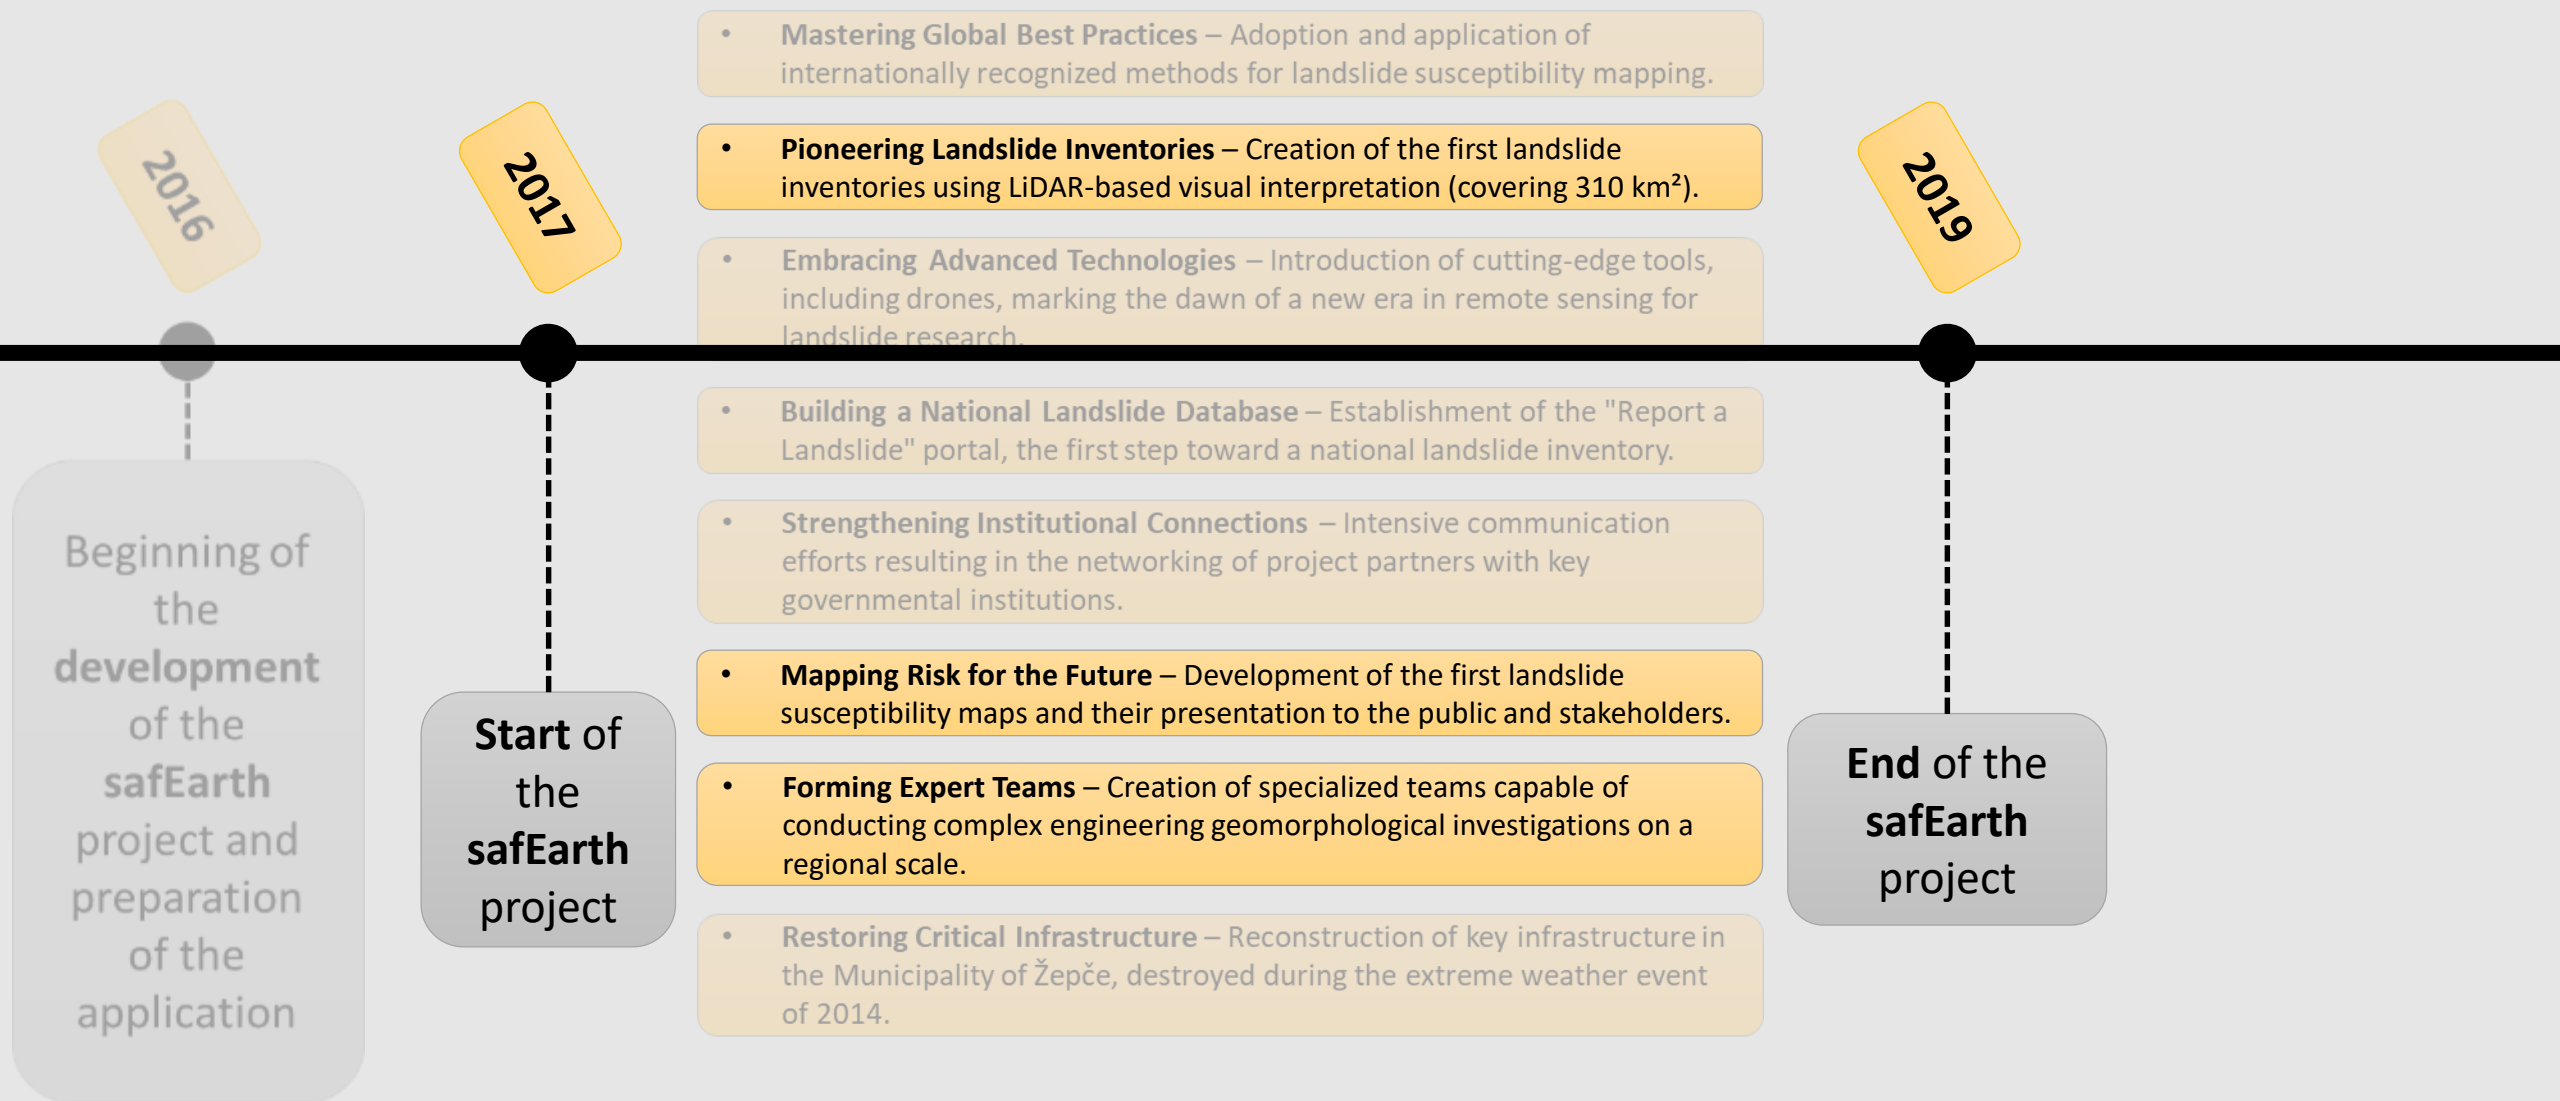 2016
Beginning of
the
development
of the
safEarth
project and
preparation
of the
application
2017
Start of
the
safEarth
project
• Mastering Global Best Practices – Adoption and application of
internationally recognized methods for landslide susceptibility mapping.
• Pioneering Landslide Inventories – Creation of the first landslide
inventories using LiDAR-based visual interpretation (covering 310 km²).
• Embracing Advanced Technologies – Introduction of cutting-edge tools,
including drones, marking the dawn of a new era in remote sensing for
landslide research.
• Building a National Landslide Database – Establishment of the "Report a
Landslide" portal, the first step toward a national landslide inventory.
• Strengthening Institutional Connections – Intensive communication
efforts resulting in the networking of project partners with key
governmental institutions.
• Mapping Risk for the Future – Development of the first landslide
susceptibility maps and their presentation to the public and stakeholders.
• Forming Expert Teams – Creation of specialized teams capable of
conducting complex engineering geomorphological investigations on a
regional scale.
• Restoring Critical Infrastructure – Reconstruction of key infrastructure in
the Municipality of Žepče, destroyed during the extreme weather event
of 2014.
2019
End of the
safEarth
project